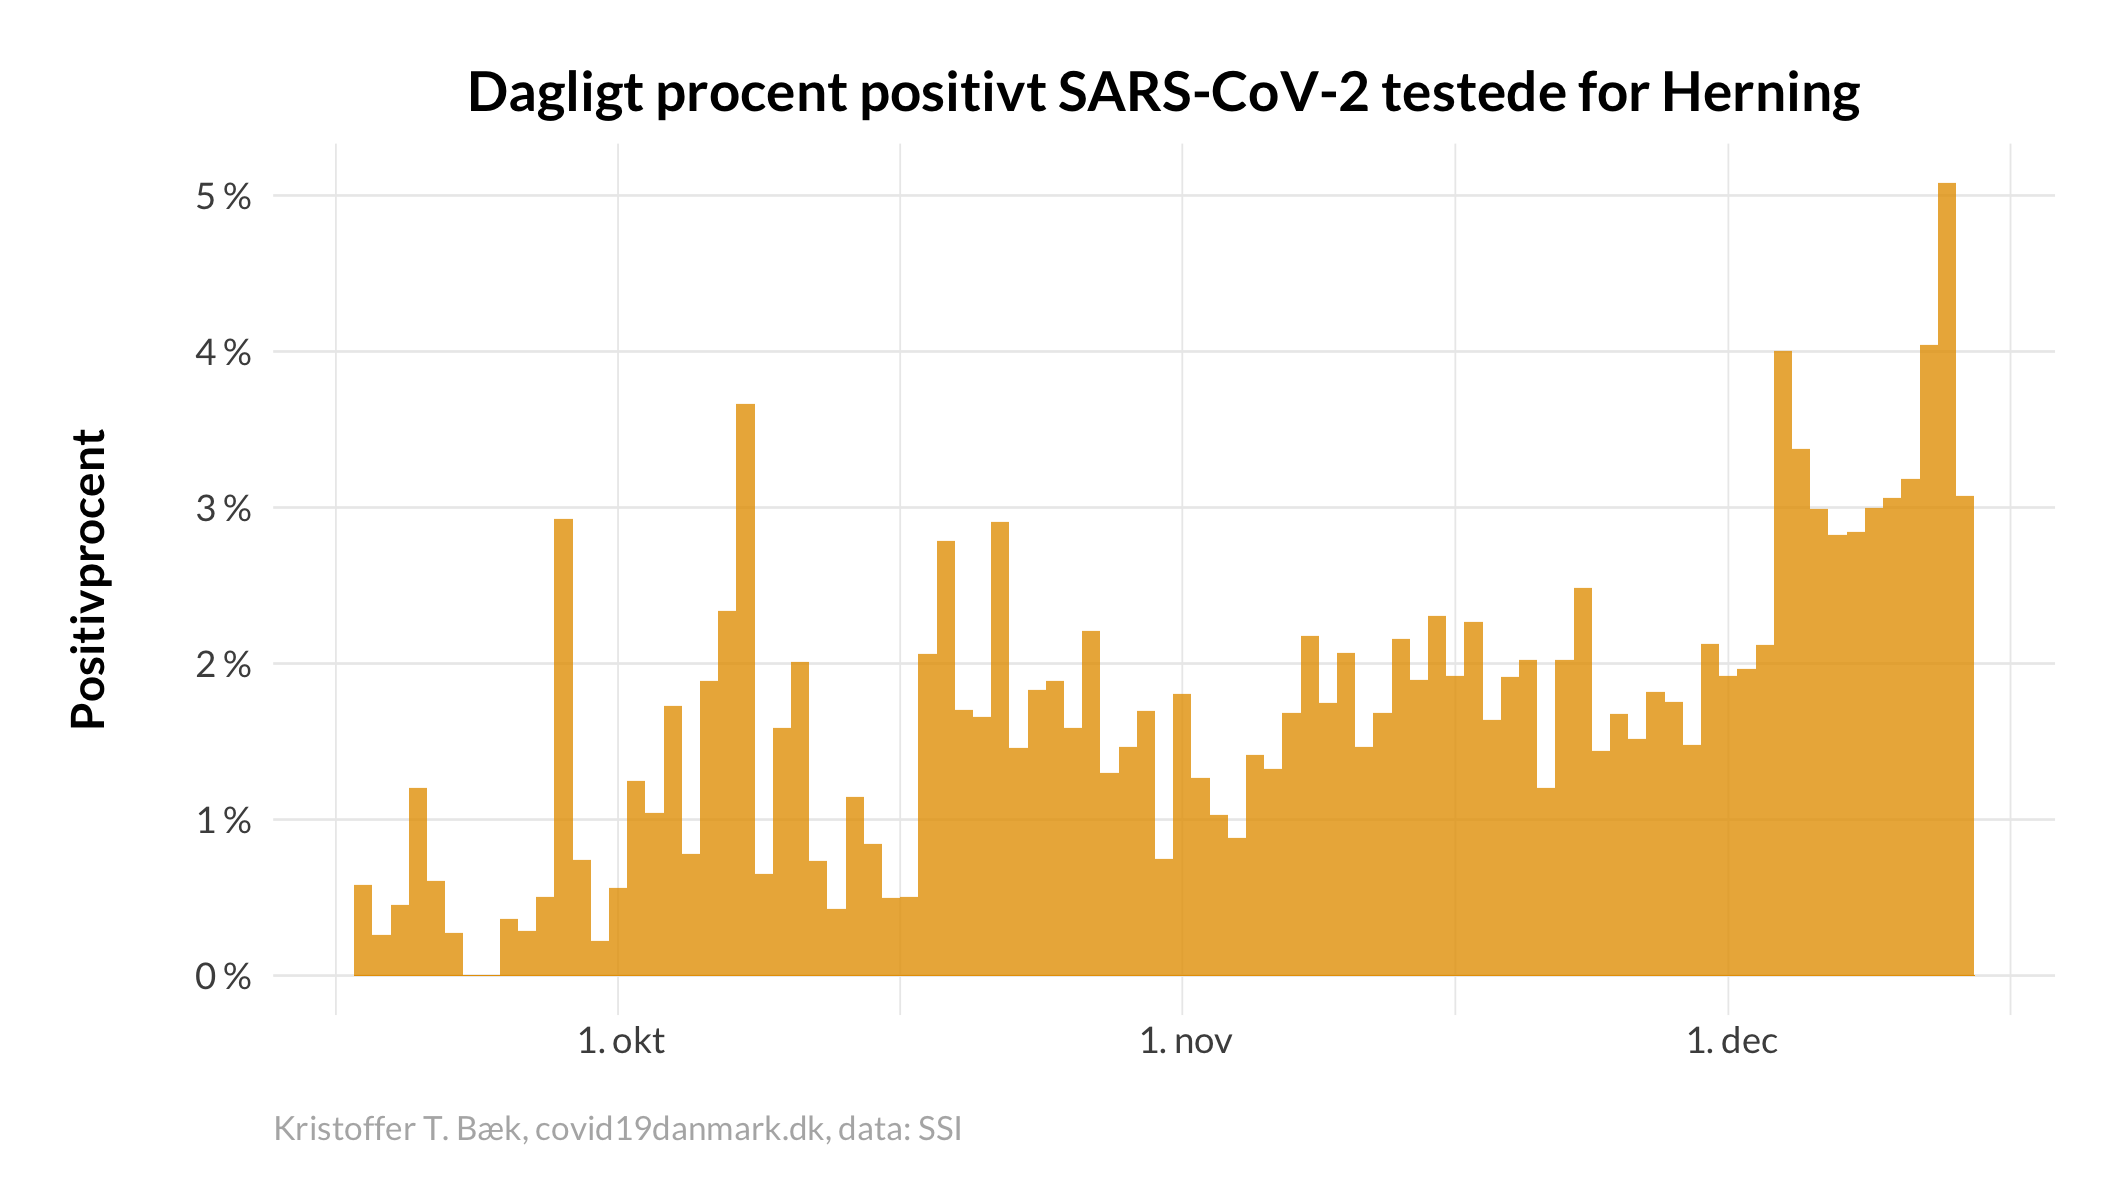 Dagligt procent positivt SARS-CoV-2 testede for Herning
Positivprocent
5 %
4 %
3 %
2 %
1 %
0 %
1. okt
1. nov
1. dec
Kristoffer T. Bæk, covid19danmark.dk, data: SSI